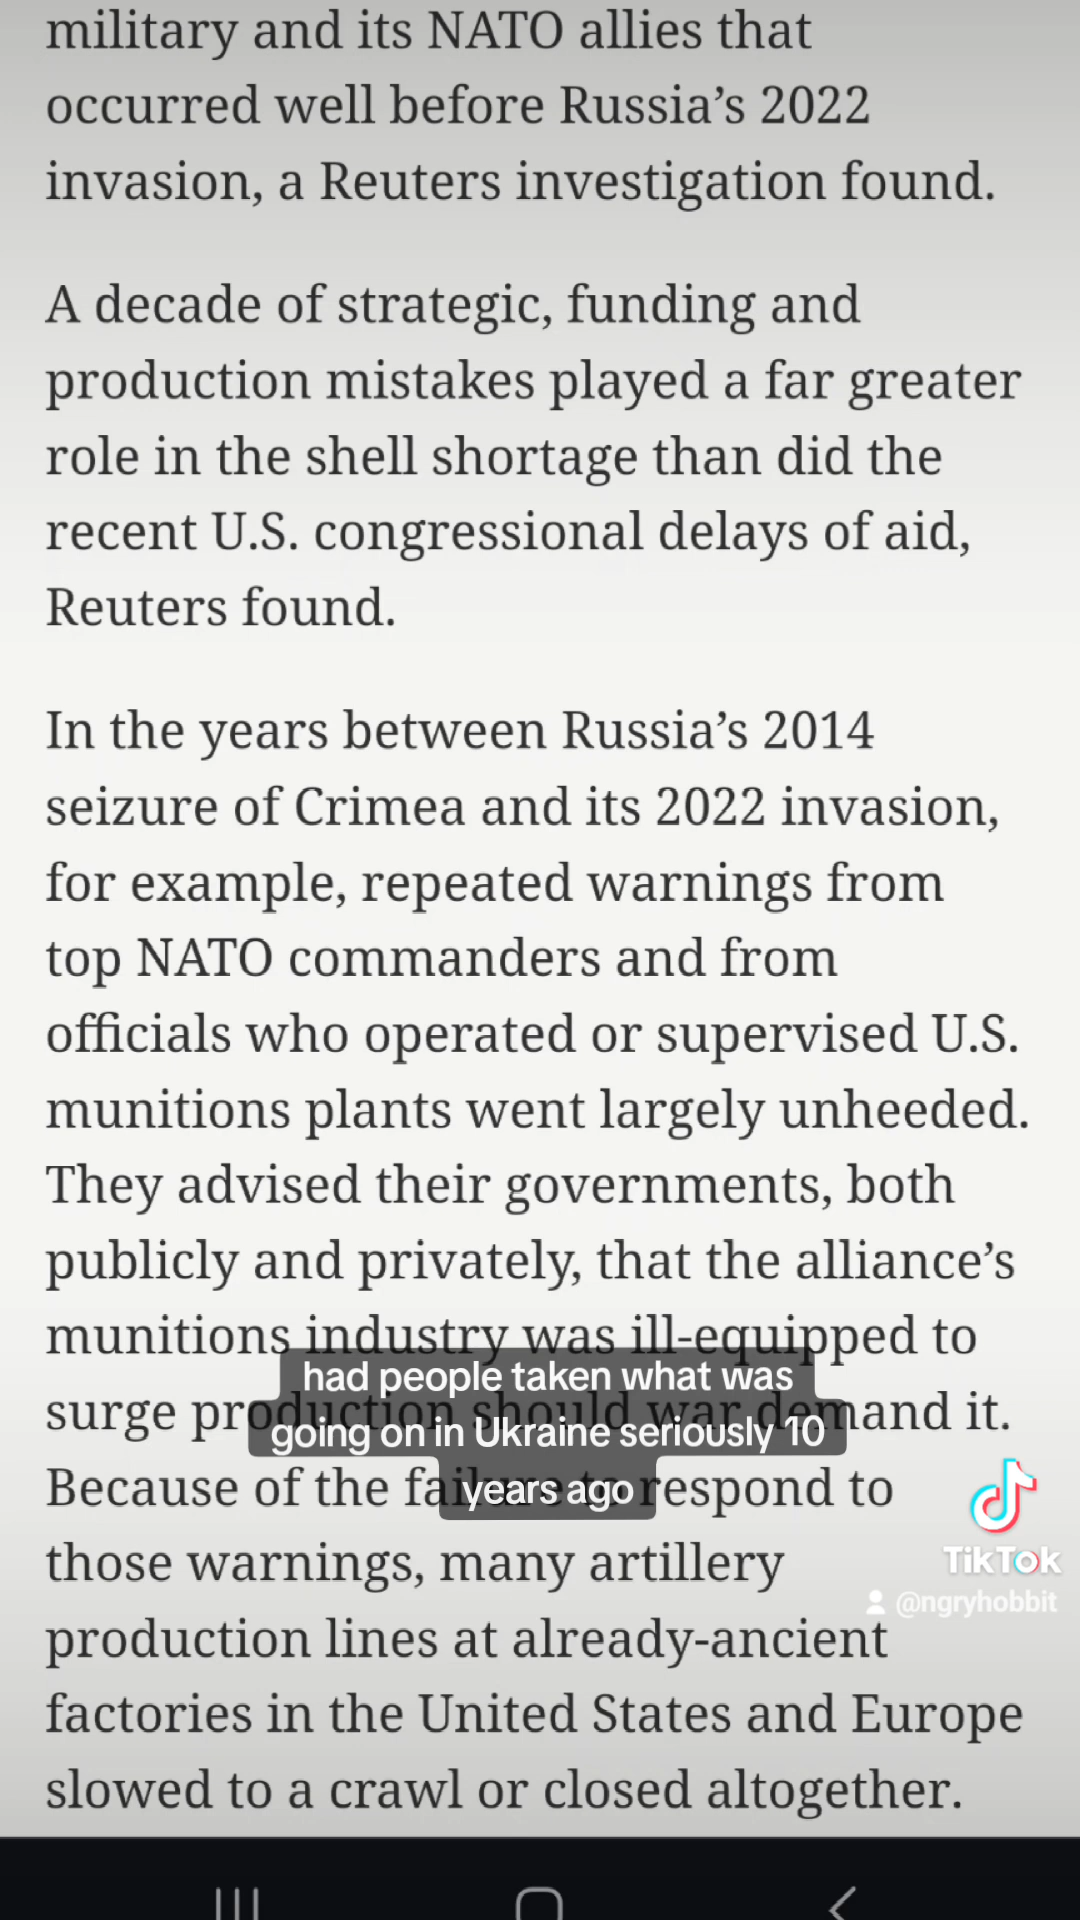 military and its NATO allies that
occurred well before Russia’s 2022
invasion, a Reuters investigation found.
A decade of strategic, funding and
production mistakes played a far greater
role in the shell shortage than did the
recent U.S. congressional delays of aid,
Reuters found.
In the years between Russia’s 2014
seizure of Crimea and its 2022 invasion,
for example, repeated warnings from
top NATO commanders and from
officials who operated or supervised U.S.
munitions plants went largely unheeded.
They advised their governments, both
publicly and privately, that the alliance’s
munitions industry was ill-equipped to
surge production should war demand it.
Because of the failure to respond to
those warnings, many artillery
production lines at already-ancient
factories in the United States and Europe
slowed to a crawl or closed altogether.
had people taken what was
going on in Ukraine seriously 10
years ago
TikTok
@ngryhobbit